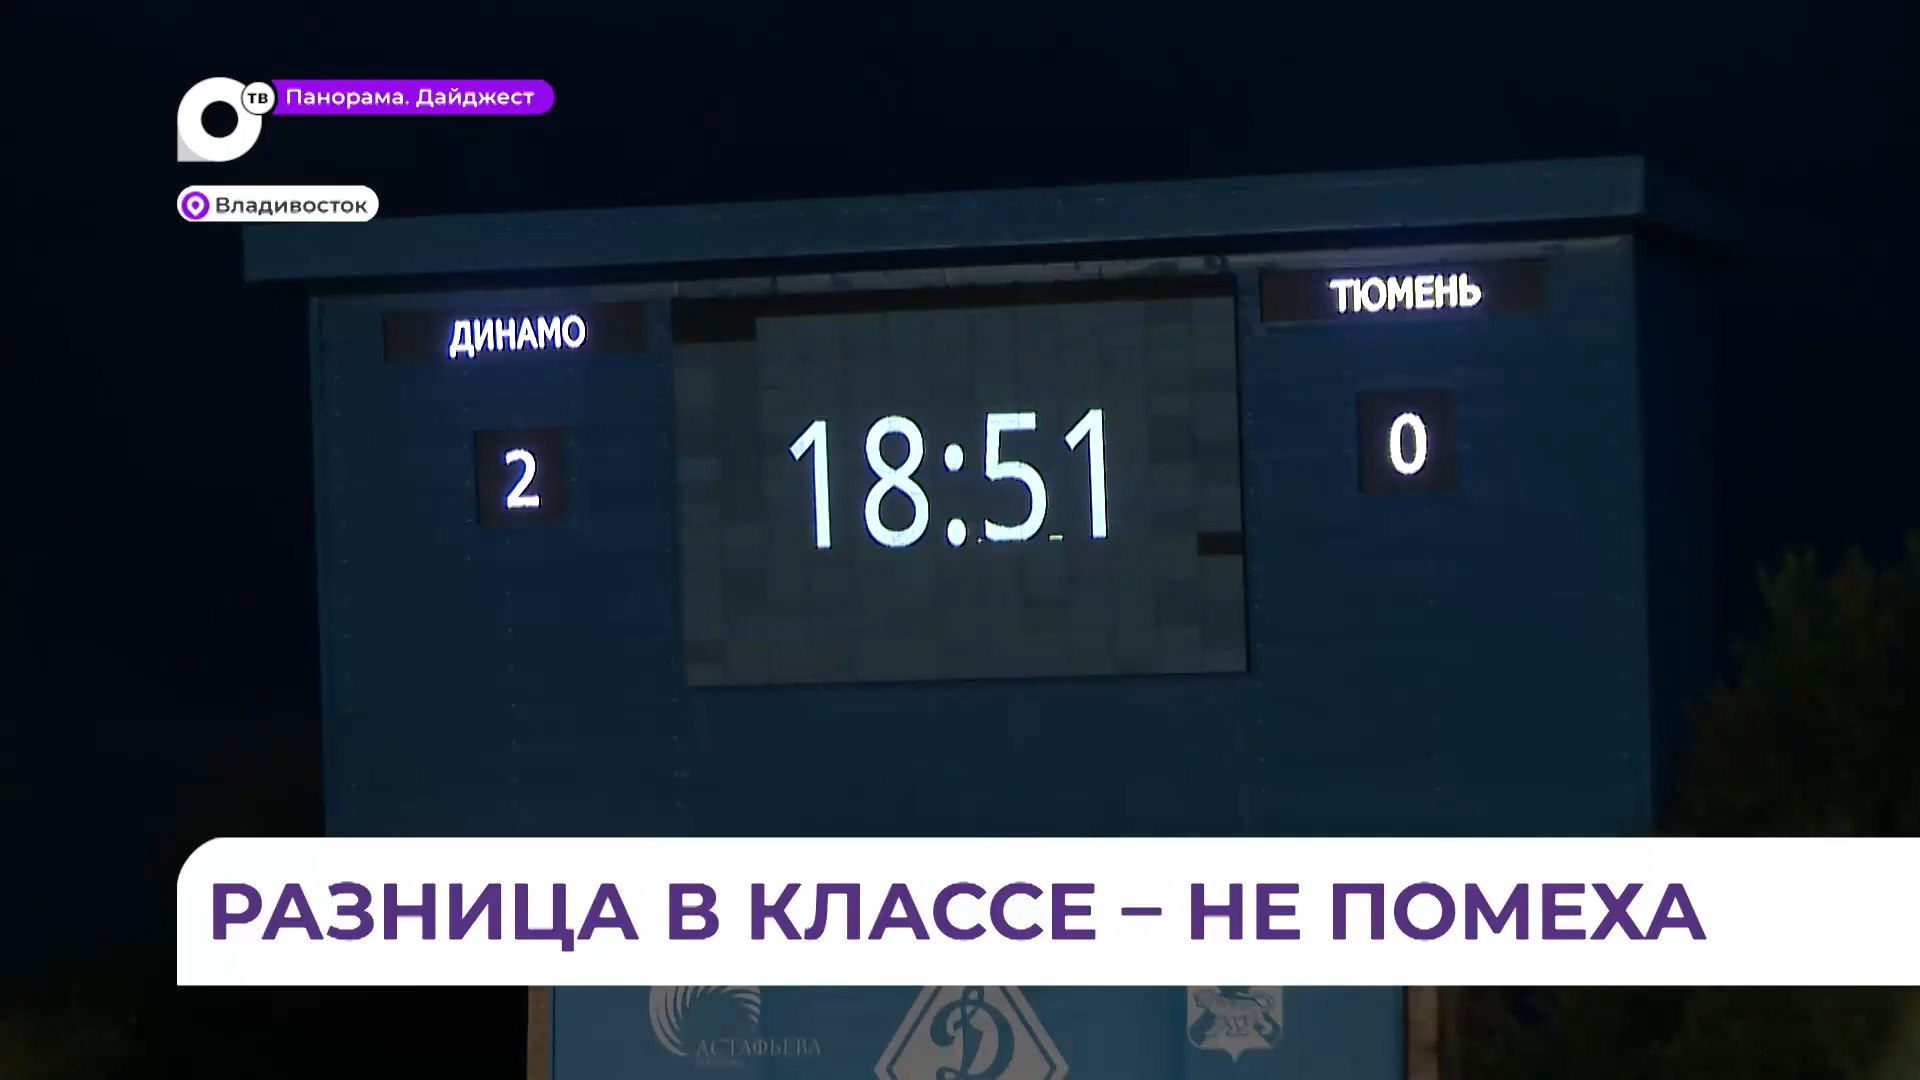 ТВ
Панорама. Дайджест
Владивосток
ДИНАМО
ТЮМЕНЬ
2
18:51
0
РАЗНИЦА В КЛАССЕ – НЕ ПОМЕХА
АСТАФЬЕВА
Д